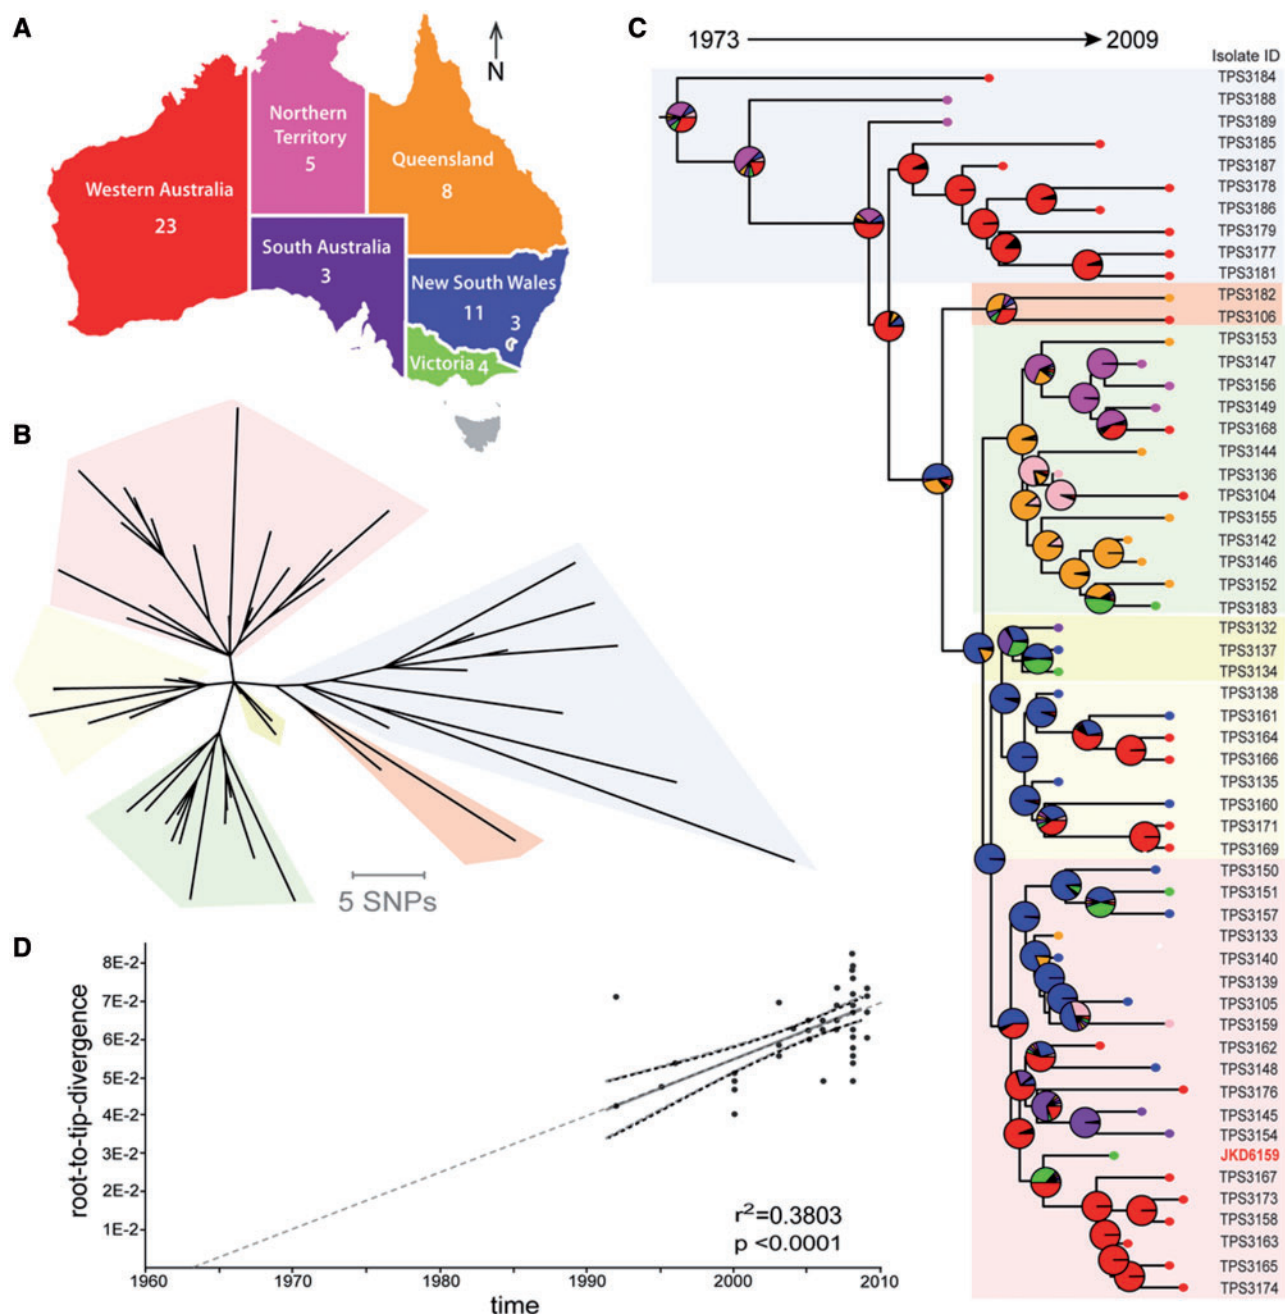 A
N
Northern
Territory
5
Queensland
8
Western Australia
23
South Australia
3
New South Wales
11
3
Victoria 4
B
5 SNPs
C
1973
2009
Isolate ID
TPS3184
TPS3188
TPS3189
TPS3185
TPS3187
TPS3178
TPS3186
TPS3179
TPS3177
TPS3181
TPS3182
TPS3106
TPS3153
TPS3147
TPS3156
TPS3149
TPS3168
TPS3144
TPS3136
TPS3104
TPS3155
TPS3142
TPS3146
TPS3152
TPS3183
TPS3132
TPS3137
TPS3134
TPS3138
TPS3161
TPS3164
TPS3166
TPS3135
TPS3160
TPS3171
TPS3169
TPS3150
TPS3151
TPS3157
TPS3133
TPS3140
TPS3139
TPS3105
TPS3159
TPS3162
TPS3148
TPS3176
TPS3145
TPS3154
JKD6159
TPS3167
TPS3173
TPS3158
TPS3163
TPS3165
TPS3174
D
root-to-tip-divergence
8E-2
7E-2
6E-2
5E-2
4E-2
3E-2
2E-2
1E-2
r²=0.3803
p <0.0001
1960
1970
1980
1990
2000
2010
time